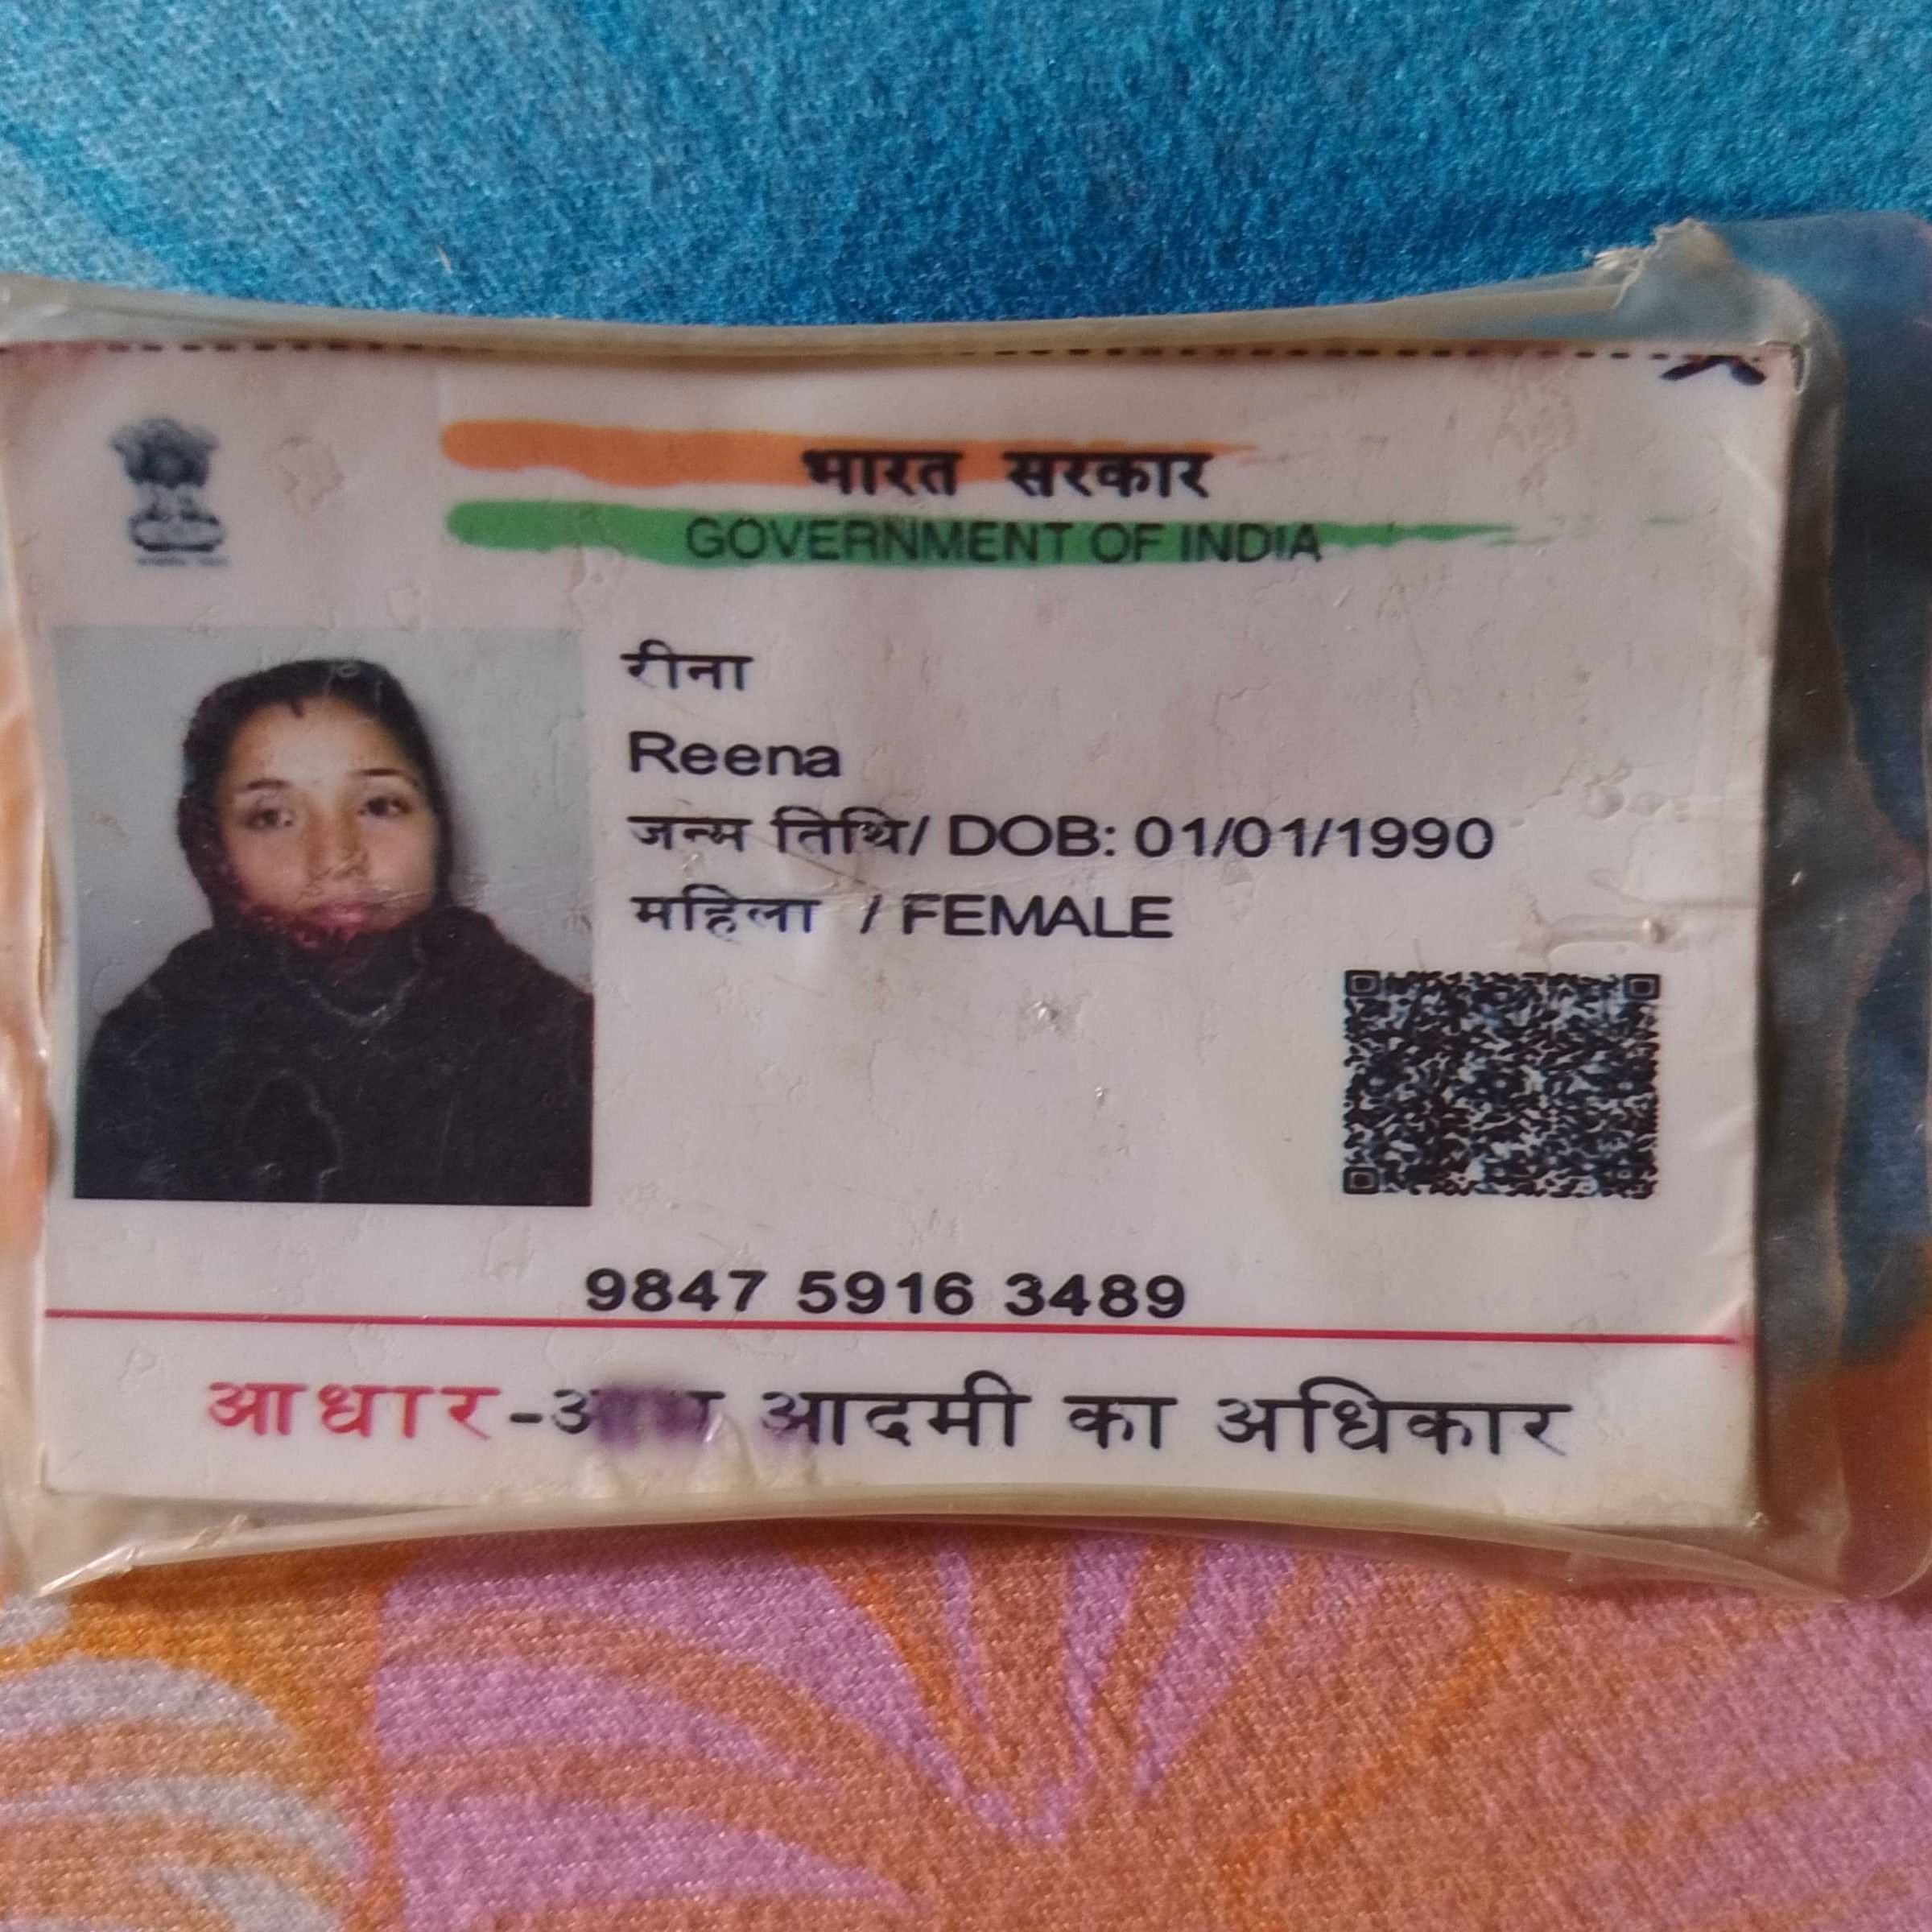 भारत सरकार
GOVERNMENT OF INDIA
रीना
Reena
जन्म तिथि/ DOB: 01/01/1990
महिला / FEMALE
9847 5916 3489
आधार-आम आदमी का अधिकार